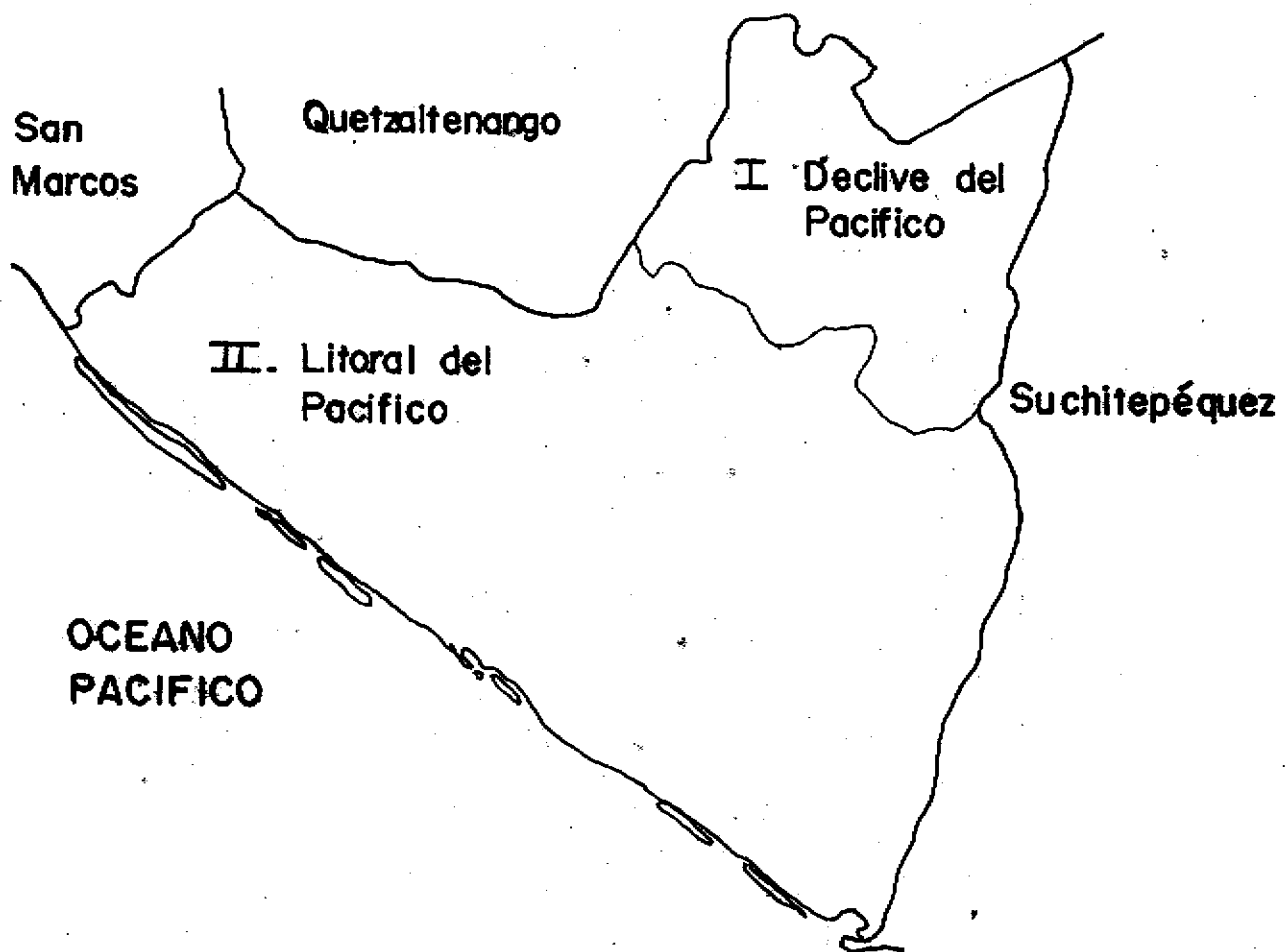 San
Marcos
Quetzaltenango
I Declive del
Pacifico
II. Litoral del
Pacifico
Suchitepéquez
OCEANO
PACIFICO